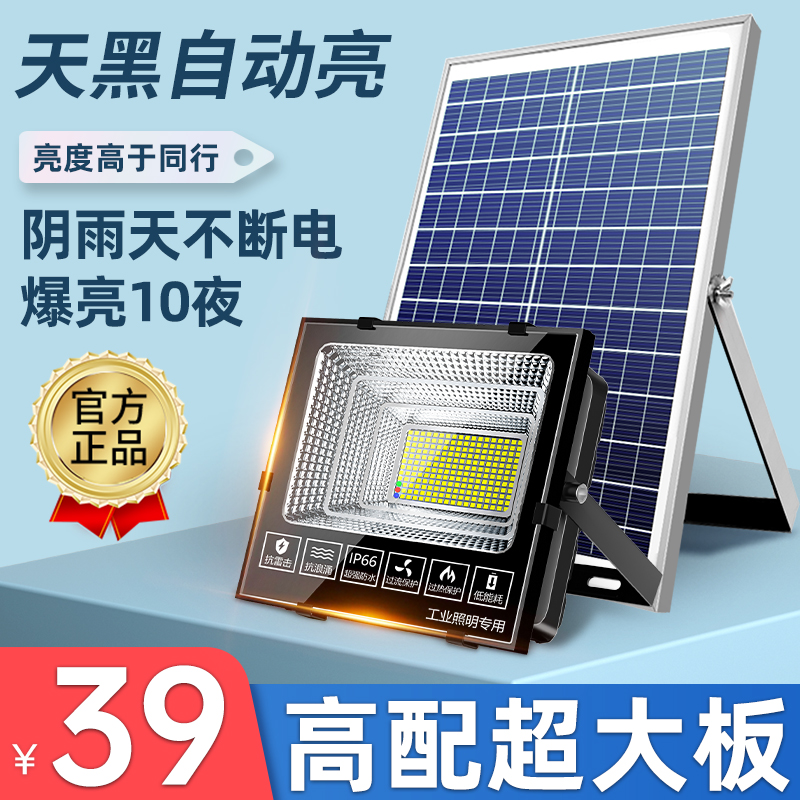 天黑自动亮
亮度高于同行
阴雨天不断电
爆亮10夜
官方
正品
抗雷击
抗浪涌
IP66
超强防水
过流保护
过热保护
低能耗
工业照明专用
¥39
高配超大板